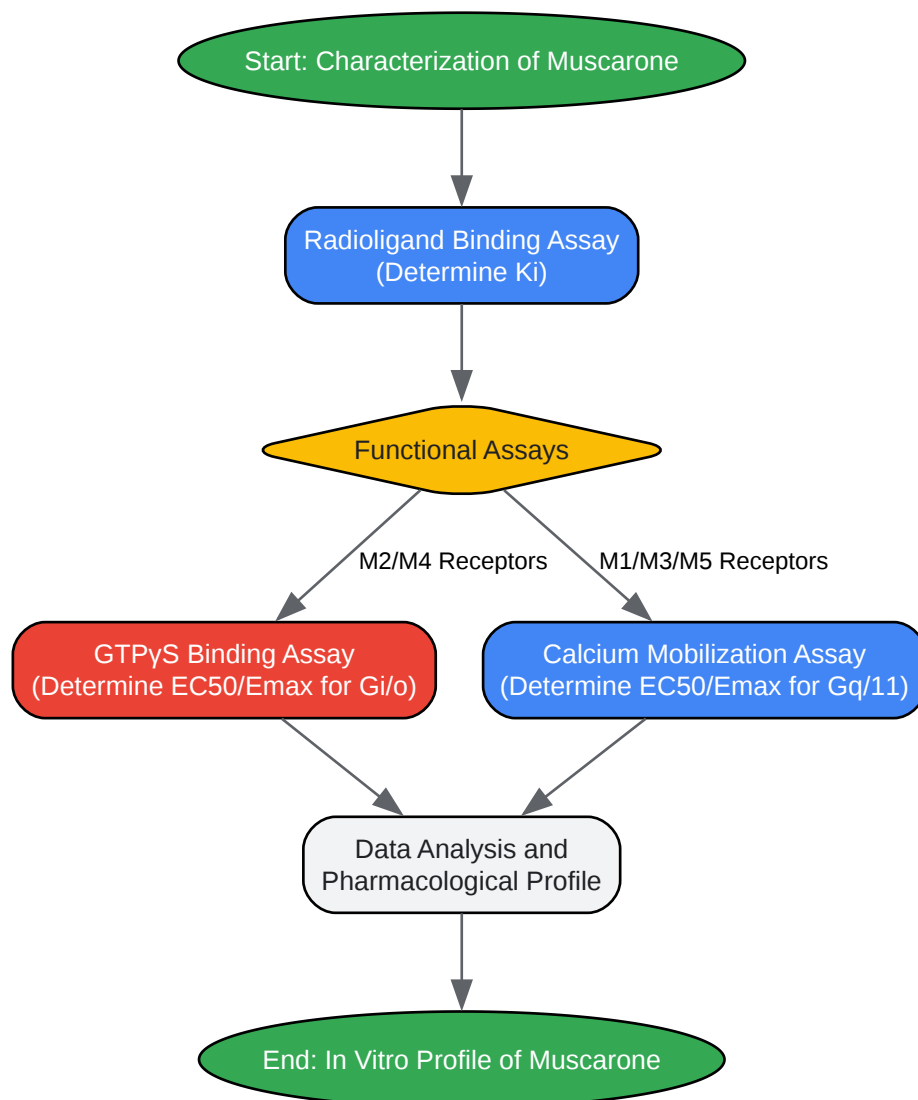 Start: Characterization of Muscarone
Radioligand Binding Assay
(Determine Ki)
Functional Assays
M2/M4 Receptors
M1/M3/M5 Receptors
GTPγS Binding Assay
(Determine EC50/Emax for Gi/o)
Calcium Mobilization Assay
(Determine EC50/Emax for Gq/11)
Data Analysis and
Pharmacological Profile
End: In Vitro Profile of Muscarone